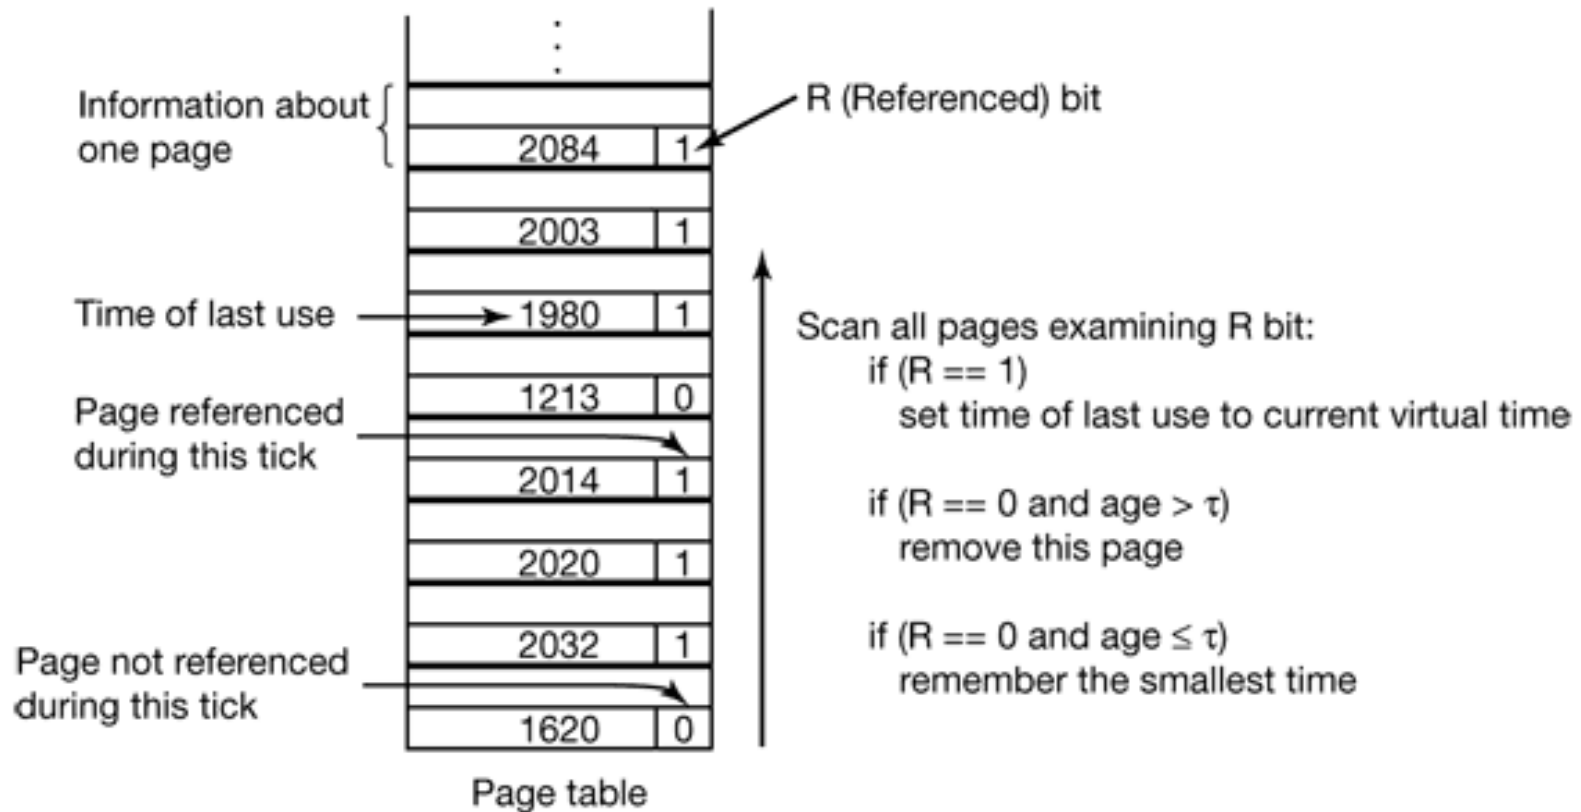 Information about
one page
R (Referenced) bit
2084 1
2003 1
Time of last use
1980 1
Scan all pages examining R bit:
if (R == 1)
set time of last use to current virtual time
1213 0
Page referenced
during this tick
2014 1
if (R == 0 and age > τ)
remove this page
2020 1
if (R == 0 and age ≤ τ)
remember the smallest time
2032 1
Page not referenced
during this tick
1620 0
Page table